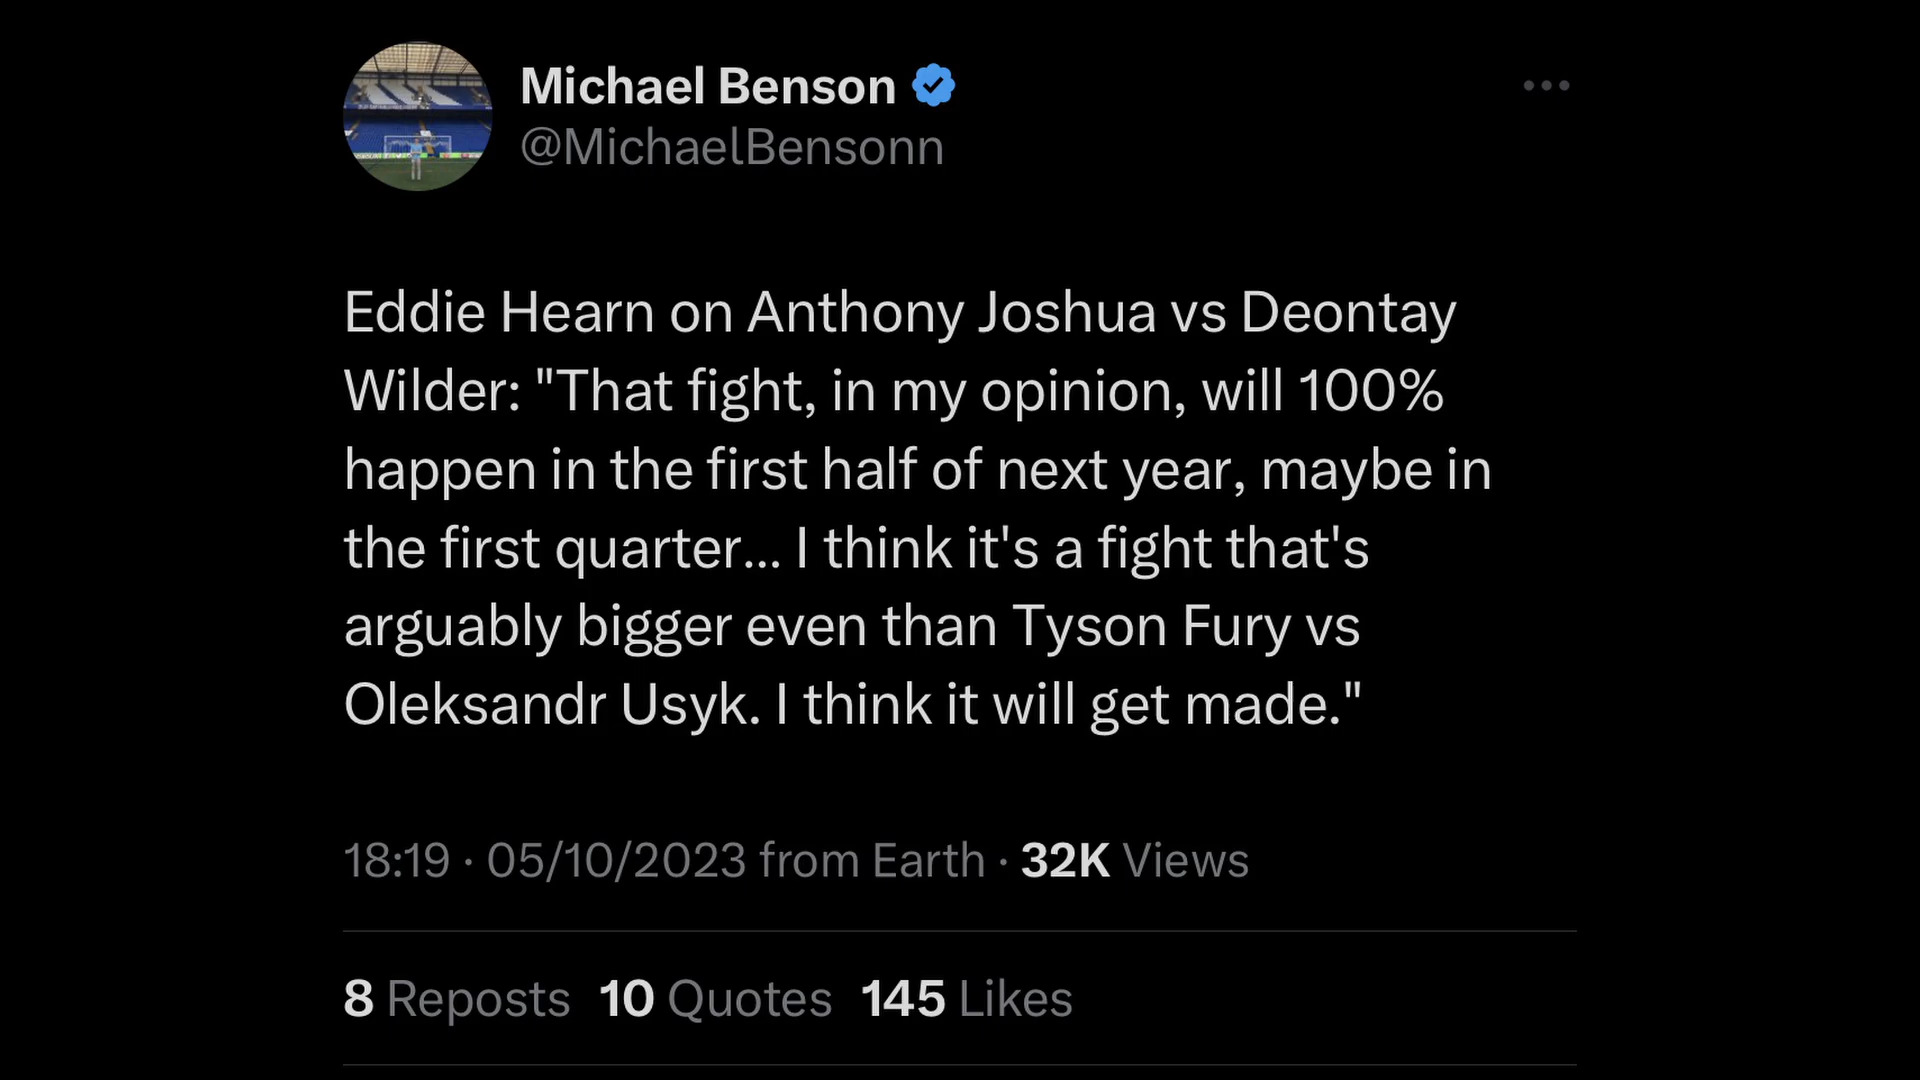 Michael Benson
@MichaelBensonn
Eddie Hearn on Anthony Joshua vs Deontay
Wilder: "That fight, in my opinion, will 100%
happen in the first half of next year, maybe in
the first quarter... I think it's a fight that's
arguably bigger even than Tyson Fury vs
Oleksandr Usyk. I think it will get made."
18:19 · 05/10/2023 from Earth · 32K Views
8 Reposts 10 Quotes 145 Likes